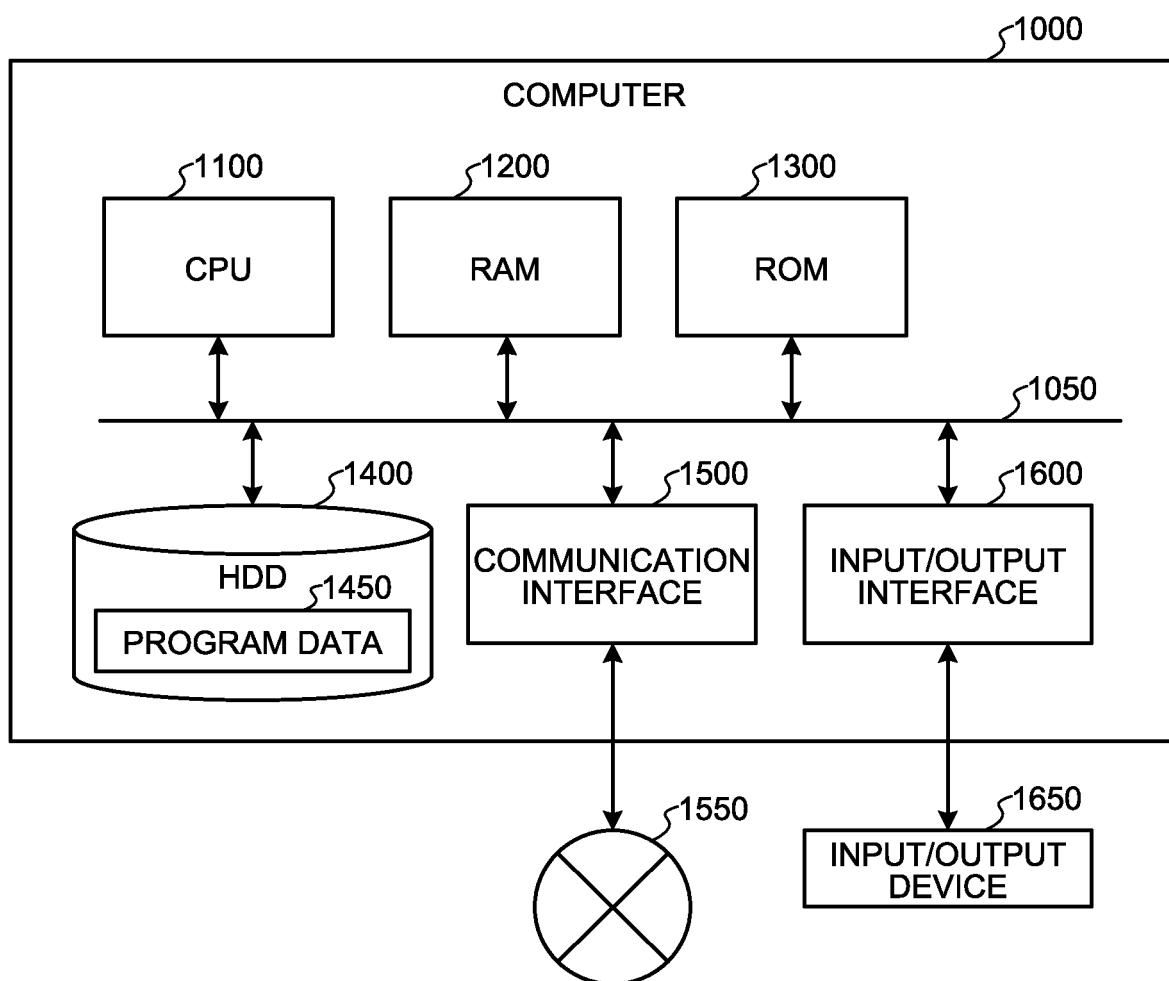 1000
COMPUTER
1100
1200
1300
CPU
RAM
ROM
1050
1400
1500
1600
HDD
1450
PROGRAM DATA
COMMUNICATION
INTERFACE
INPUT/OUTPUT
INTERFACE
1550
1650
INPUT/OUTPUT
DEVICE